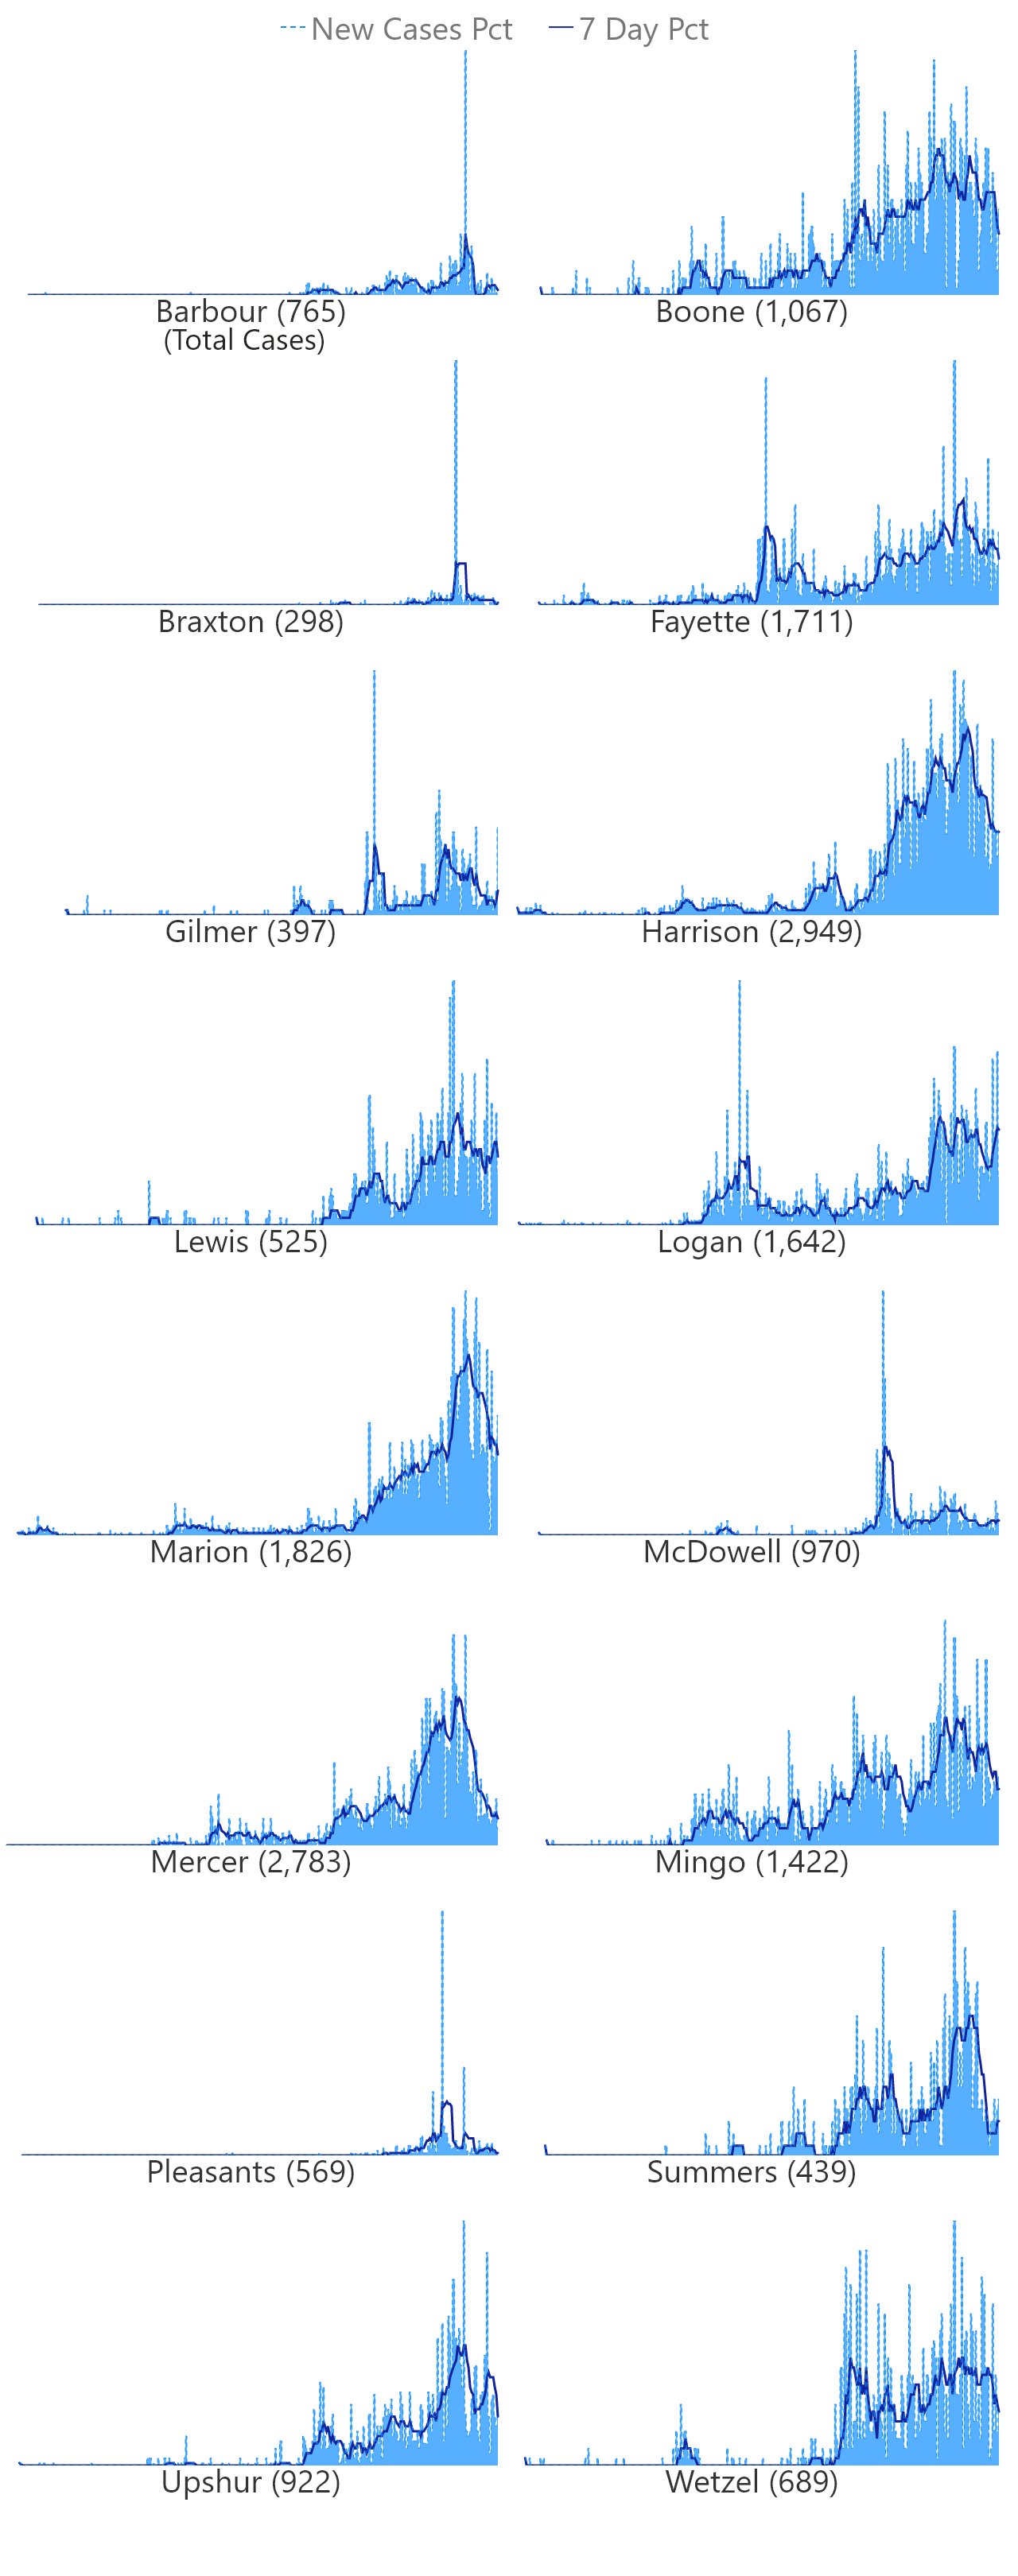 New Cases Pct 7 Day Pct
Barbour (765) Boone (1,067)
(Total Cases)
Braxton (298) Fayette (1,711)
Gilmer (397) Harrison (2,949)
Lewis (525) Logan (1,642)
Marion (1,826) McDowell (970)
Mercer (2,783) Mingo (1,422)
Pleasants (569) Summers (439)
Upshur (922) Wetzel (689)